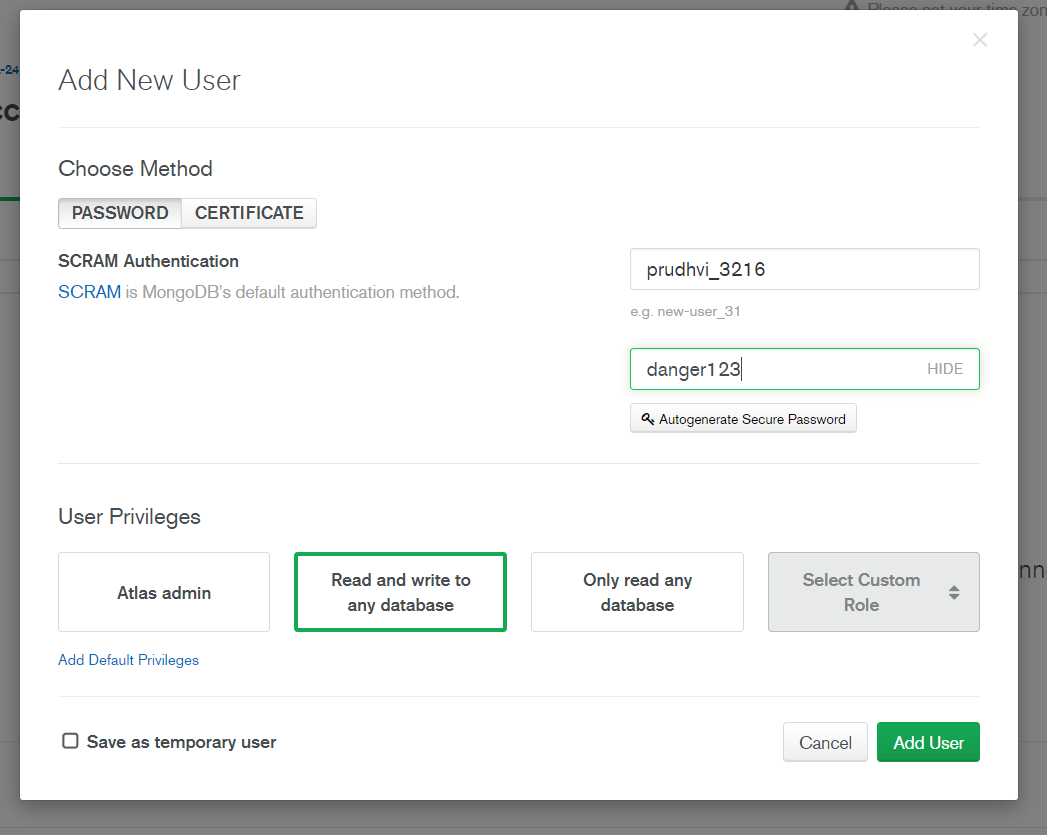 Please set your time zon
-24
cc
Add New User
Choose Method
PASSWORD CERTIFICATE
SCRAM Authentication
SCRAM is MongoDB's default authentication method.
prudhvi_3216
e.g. new-user_31
danger123 HIDE
Autogenerate Secure Password
User Privileges
Atlas admin
Read and write to
any database
Only read any
database
Select Custom
Role
nn
Add Default Privileges
Save as temporary user
Cancel Add User